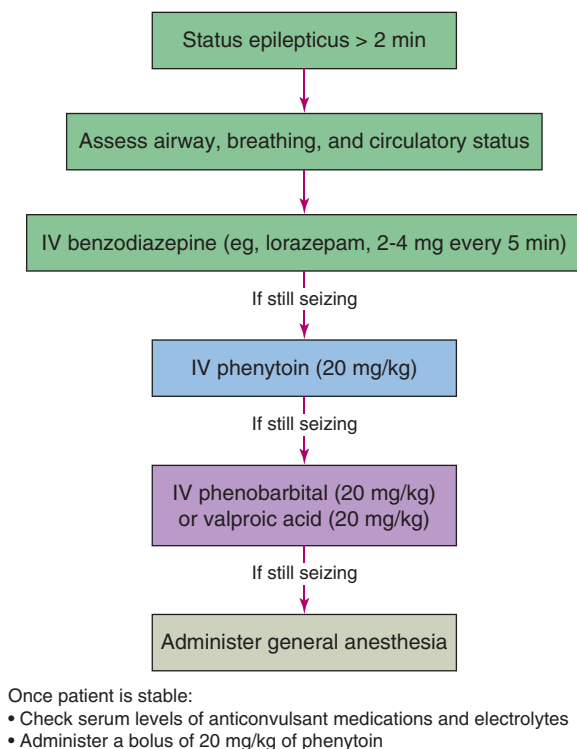 Status epilepticus > 2 min
Assess airway, breathing, and circulatory status
IV benzodiazepine (eg, lorazepam, 2-4 mg every 5 min)
If still seizing
IV phenytoin (20 mg/kg)
If still seizing
IV phenobarbital (20 mg/kg)
or valproic acid (20 mg/kg)
If still seizing
Administer general anesthesia
Once patient is stable:
• Check serum levels of anticonvulsant medications and electrolytes
• Administer a bolus of 20 mg/kg of phenytoin